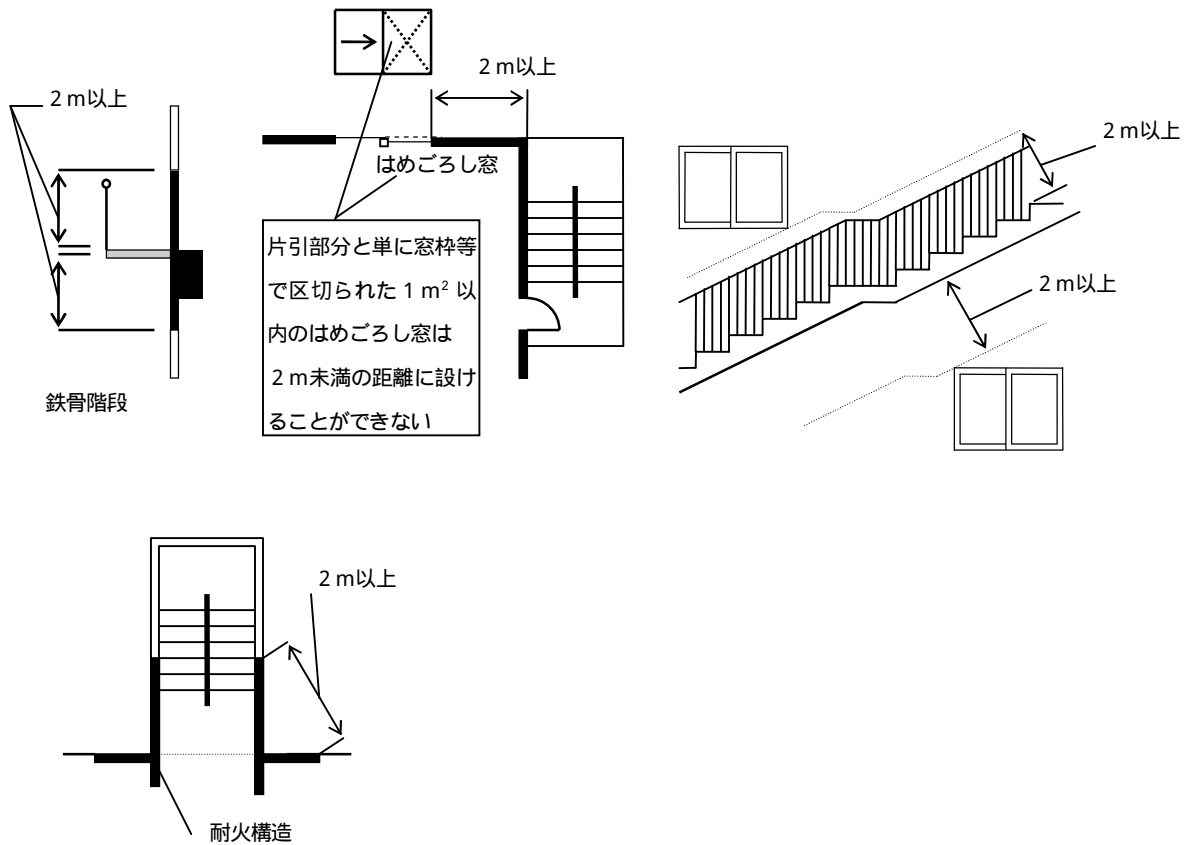 2 m以上
2 m以上
2 m以上
はめごろし窓
片引部分と単に窓枠等
で区切られた 1 m² 以
内のはめごろし窓は
2 m未満の距離に設け
ることができない
2 m以上
鉄骨階段
2 m以上
耐火構造